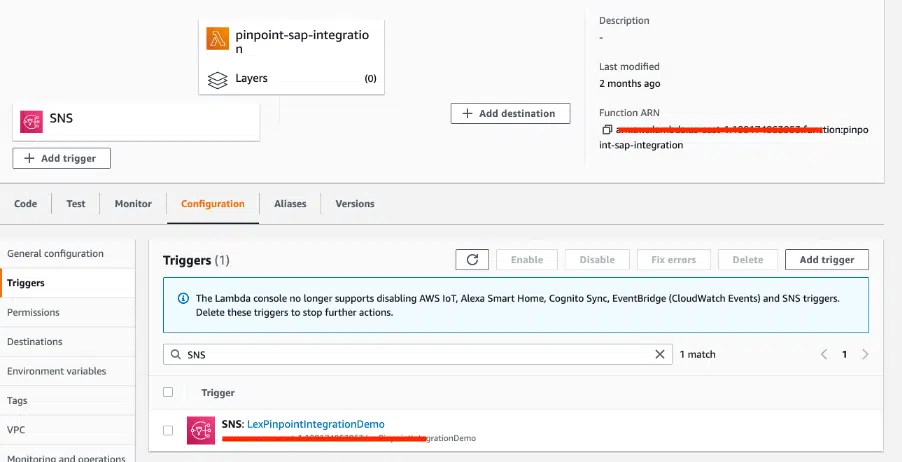 pinpoint-sap-integratio
n
Layers (0)
SNS
+ Add trigger
+ Add destination
Description
-
Last modified
2 months ago
Function ARN
function:pinpo
int-sap-integration
Code Test Monitor Configuration Aliases Versions
General configuration
Triggers
Permissions
Destinations
Environment variables
Tags
VPC
Monitoring and operations
Triggers (1)
Enable Disable Fix errors Delete Add trigger
The Lambda console no longer supports disabling AWS IoT, Alexa Smart Home, Cognito Sync, EventBridge (CloudWatch Events) and SNS triggers.
Delete these triggers to stop further actions.
SNS 1 match 1
Trigger
SNS: LexPinpointIntegrationDemo
IntegrationDemo